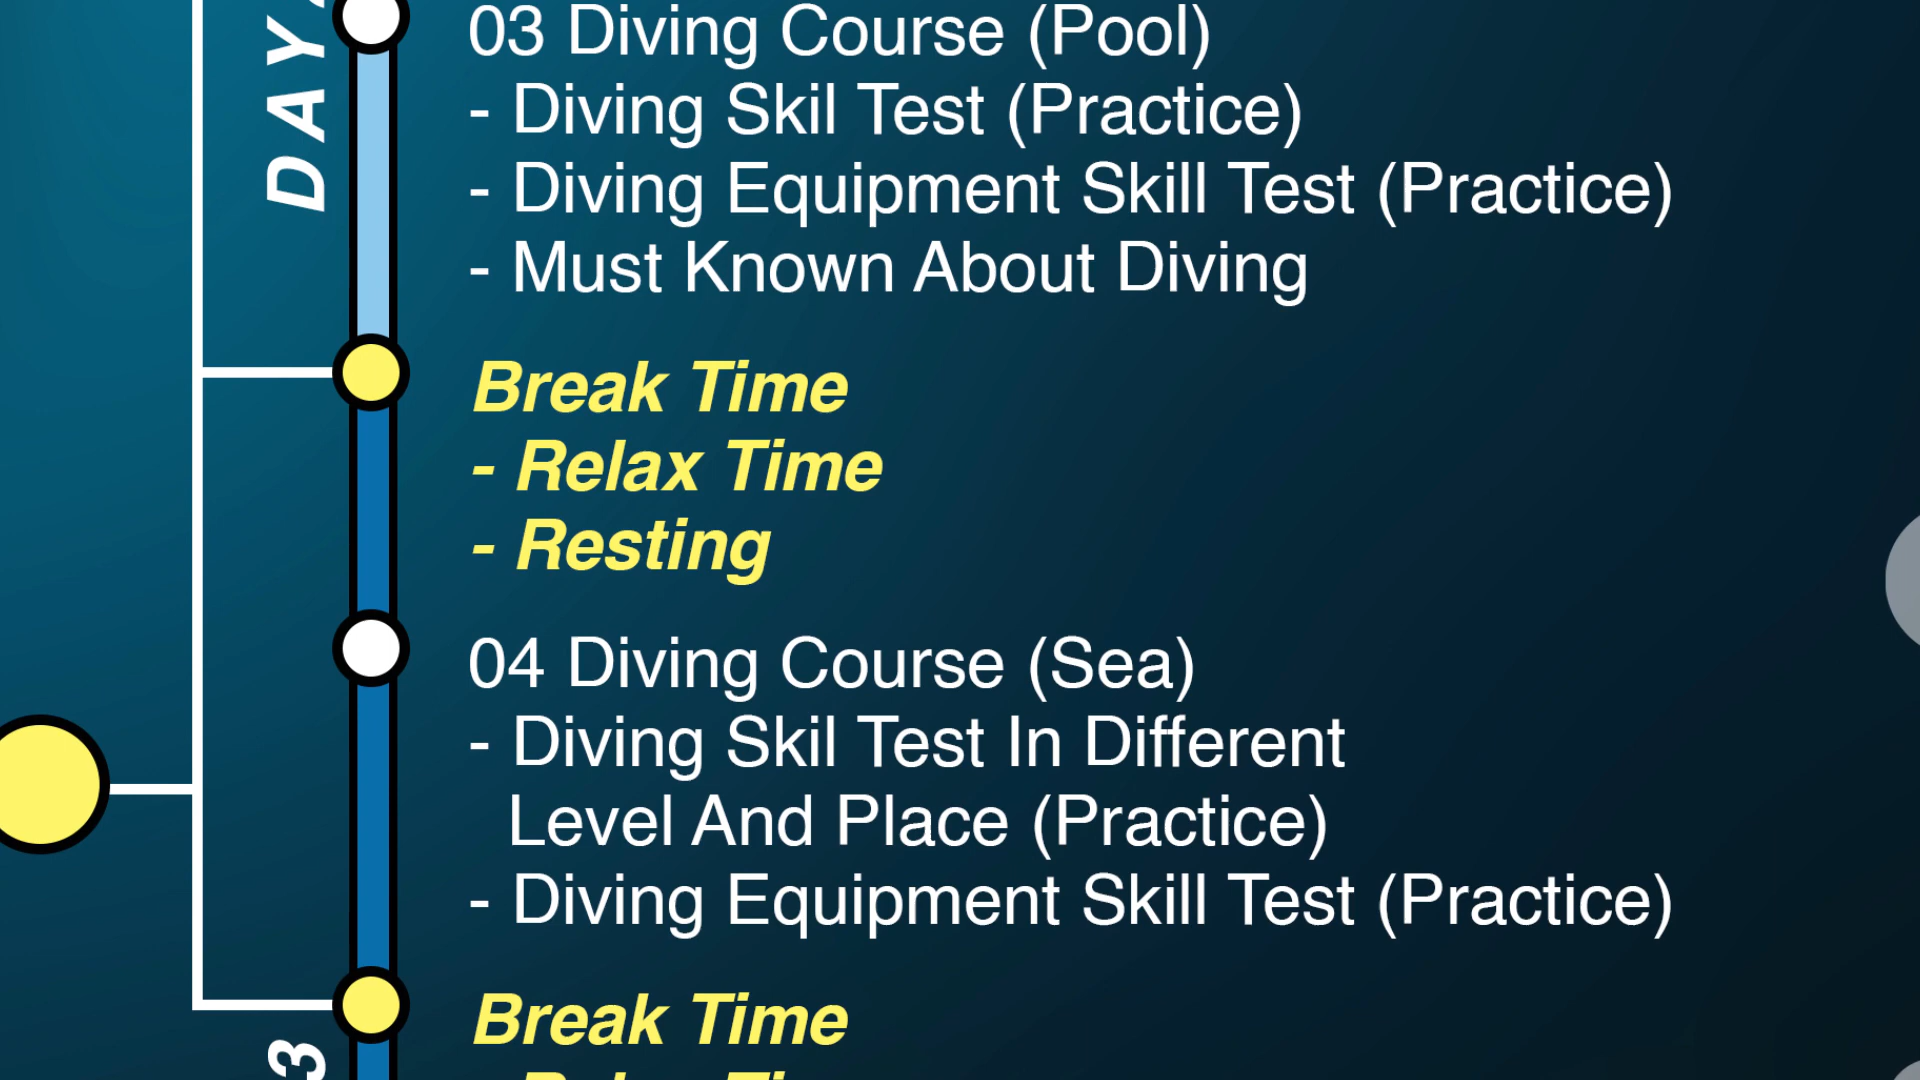 DAY
03 Diving Course (Pool)
- Diving Skil Test (Practice)
- Diving Equipment Skill Test (Practice)
- Must Known About Diving
Break Time
- Relax Time
- Resting
04 Diving Course (Sea)
- Diving Skil Test In Different
Level And Place (Practice)
- Diving Equipment Skill Test (Practice)
3
Break Time